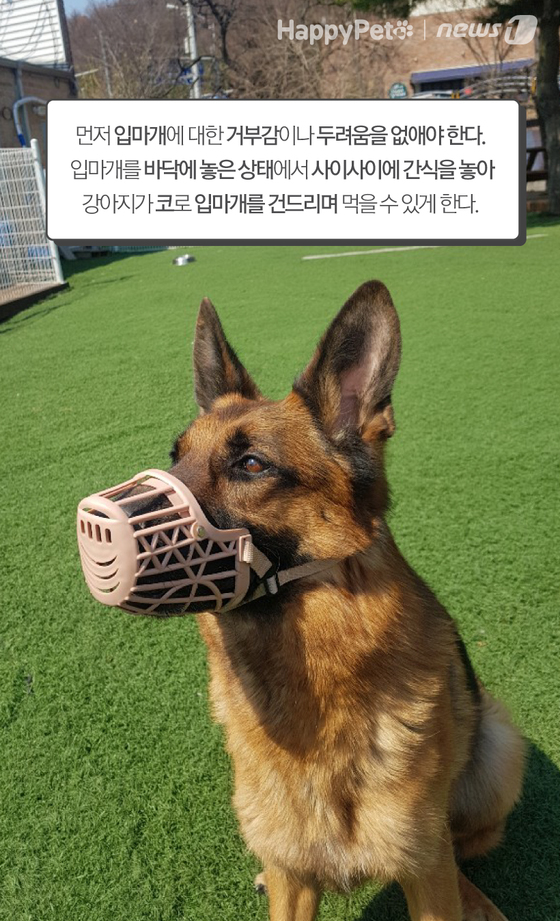 HappyPet | news1
먼저 입마개에 대한 거부감이나 두려움을 없애야 한다.
입마개를 바닥에 놓은 상태에서 사이사이에 간식을 놓아
강아지가 코로 입마개를 건드리며 먹을 수 있게 한다.